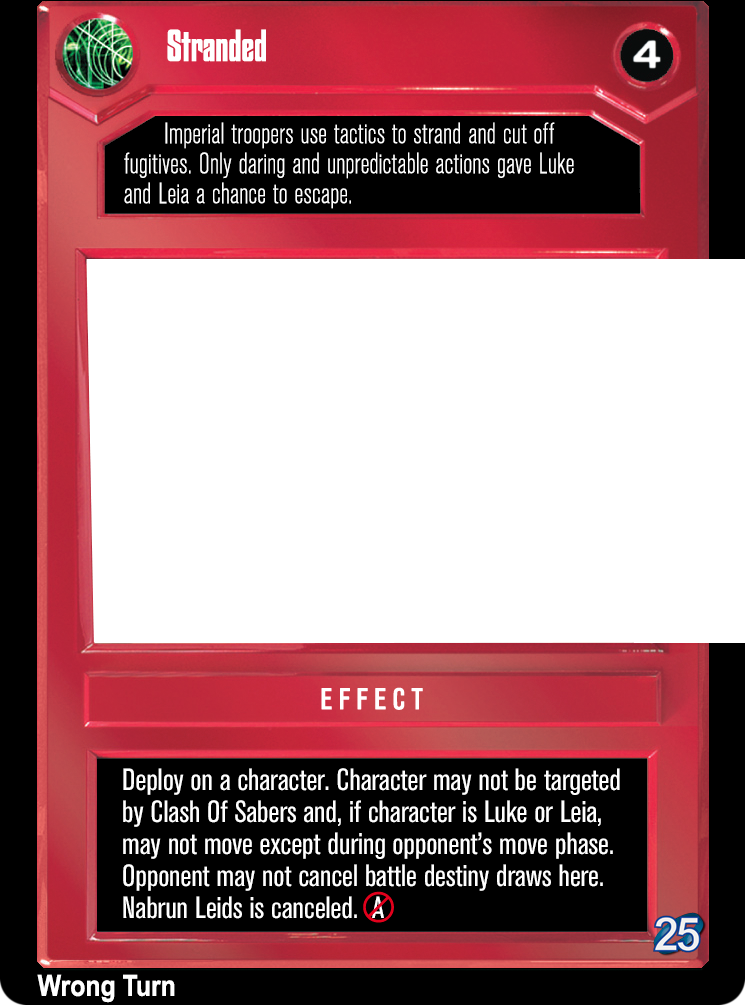 Stranded
4
Imperial troopers use tactics to strand and cut off
fugitives. Only daring and unpredictable actions gave Luke
and Leia a chance to escape.
EFFECT
Deploy on a character. Character may not be targeted
by Clash Of Sabers and, if character is Luke or Leia,
may not move except during opponent’s move phase.
Opponent may not cancel battle destiny draws here.
Nabrun Leids is canceled. A
25
Wrong Turn